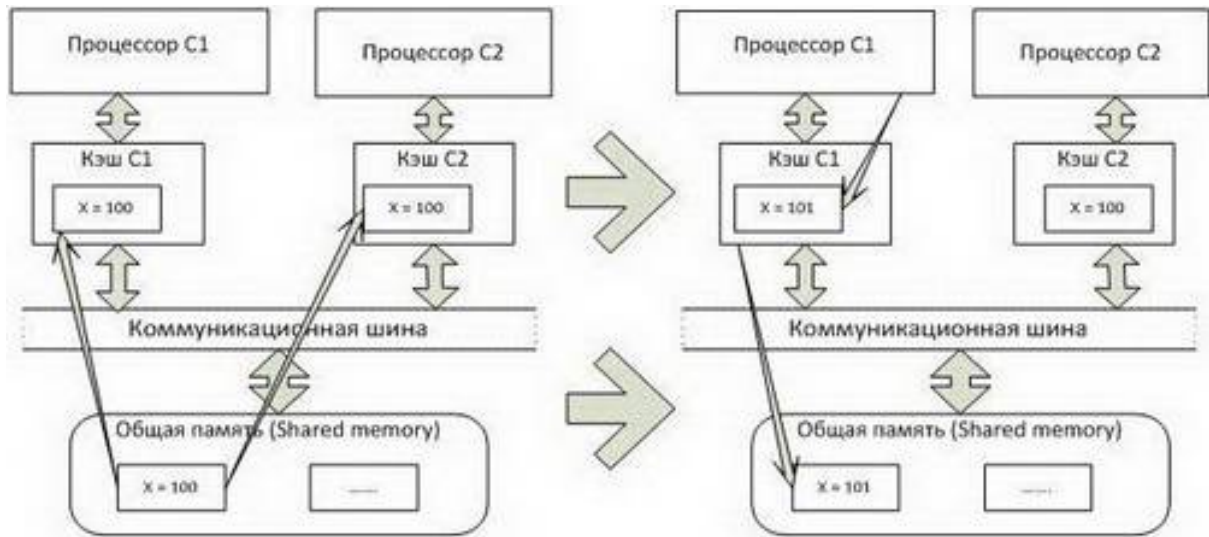 Процессор С1
Процессор С2
Кэш С1
Х = 100
Кэш С2
Х = 100
Коммуникационная шина
Общая память (Shared memory)
Х = 100
.......
Процессор С1
Процессор С2
Кэш С1
Х = 101
Кэш С2
Х = 100
Коммуникационная шина
Общая память (Shared memory)
Х = 101
.......